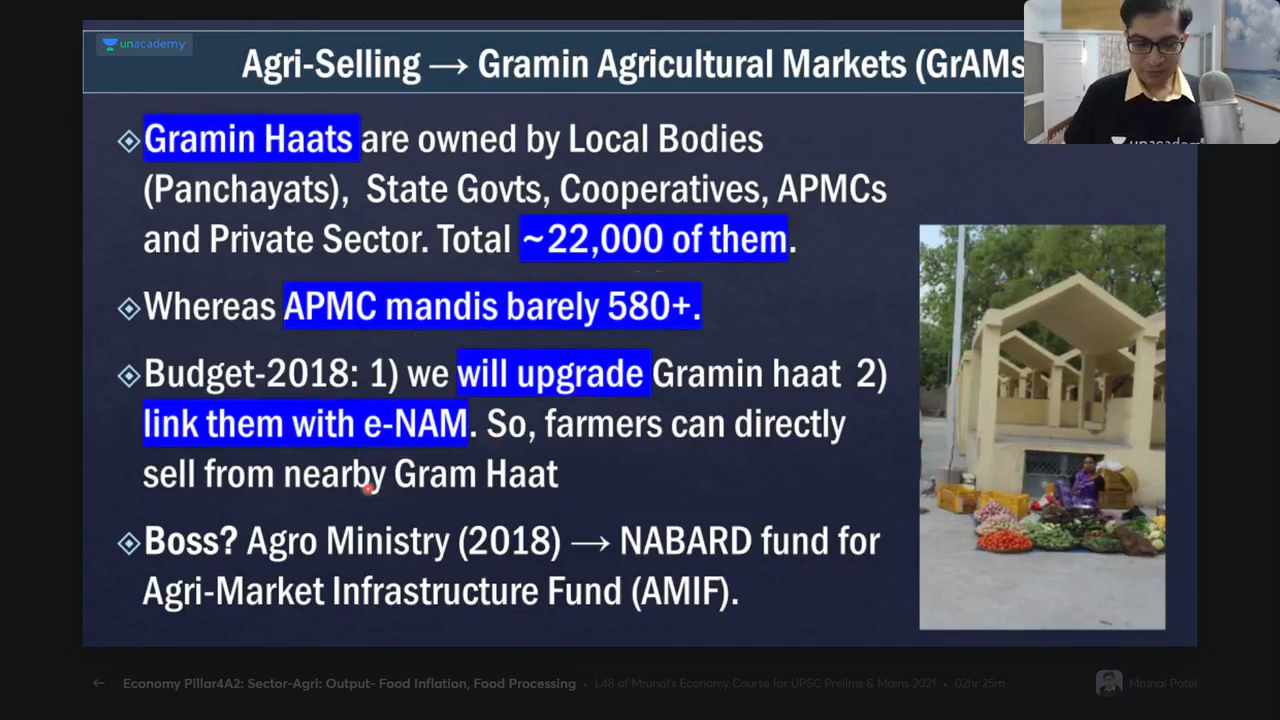 unacademy
Agri-Selling → Gramin Agricultural Markets (GrAMs
Gramin Haats are owned by Local Bodies
(Panchayats), State Govts, Cooperatives, APMCs
and Private Sector. Total ~22,000 of them.
Whereas APMC mandis barely 580+.
Budget-2018: 1) we will upgrade Gramin haat 2)
link them with e-NAM. So, farmers can directly
sell from nearby Gram Haat
Boss? Agro Ministry (2018) → NABARD fund for
Agri-Market Infrastructure Fund (AMIF).
unacademy
← Economy Pillar4A2: Sector-Agri: Output- Food Inflation, Food Processing • L48 of Mrunal's Economy Course for UPSC Prelims & Mains 2021 • 02hr 25m
Mrunal Patel